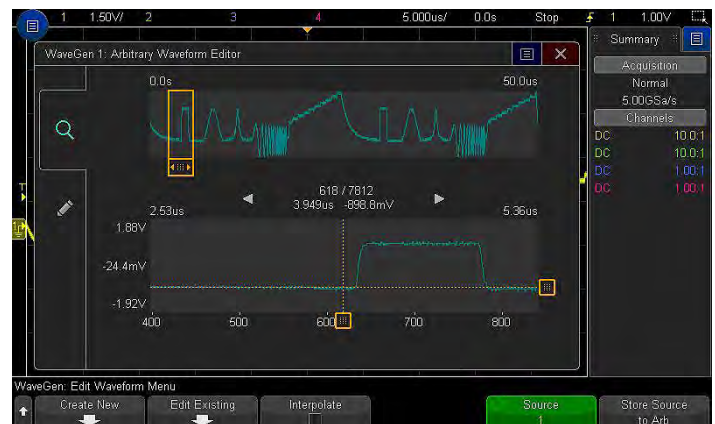 1 1.50V/ 2 3 4 5.000us/ 0.0s Stop 1 1.00V
Summary
WaveGen 1: Arbitrary Waveform Editor
Acquisition
Normal
5.00GSa/s
Channels
DC 10.0:1
DC 10.0:1
DC 1.00:1
DC 1.00:1
0.0s 50.0us
618 / 7812
3.949us -898.8mV
2.53us 5.36us
1.88V
-24.4mV
-1.92V
400 500 600 700 800
T
WaveGen: Edit Waveform Menu
Create New Edit Existing Interpolate Source Store Source
1 to Arb